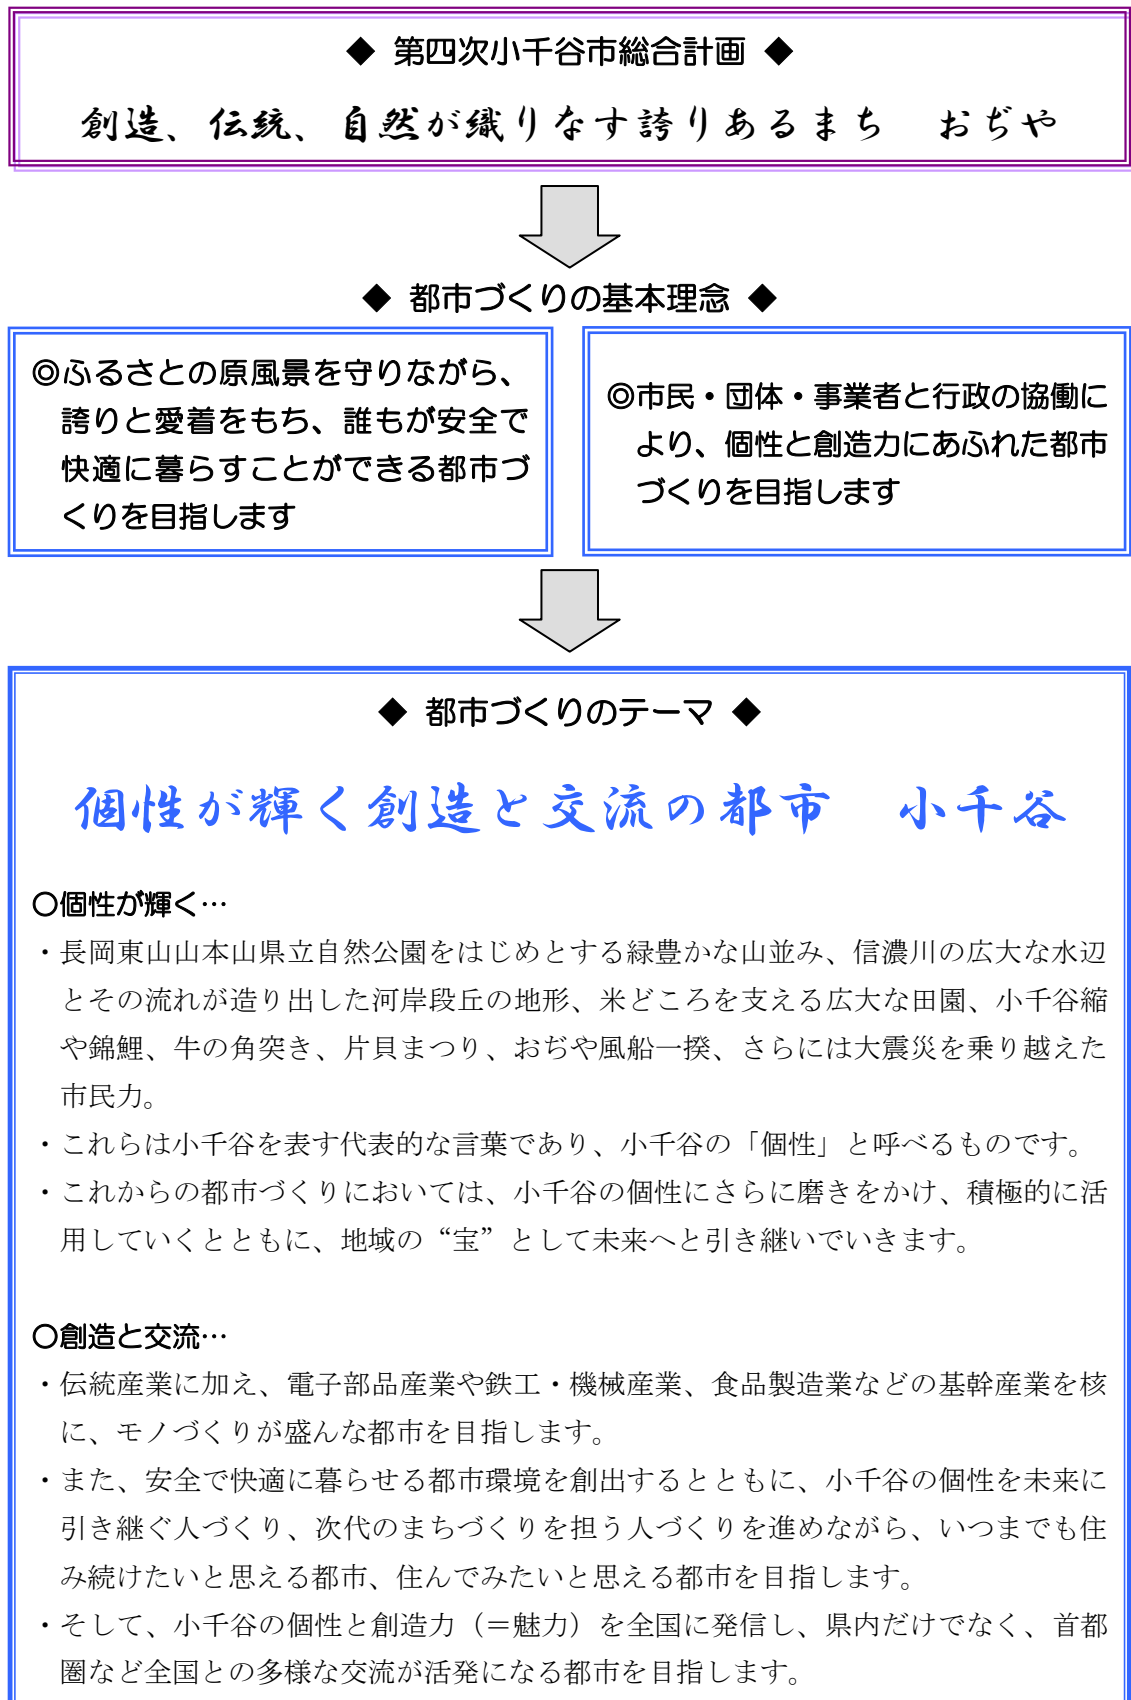 ◆ 第四次小千谷市総合計画 ◆
創造、伝統、自然が織りなす誇りあるまち　おぢや
◆ 都市づくりの基本理念 ◆
◎ふるさとの原風景を守りながら、
誇りと愛着をもち、誰もが安全で
快適に暮らすことができる都市づ
くりを目指します
◎市民・団体・事業者と行政の協働に
より、個性と創造力にあふれた都市
づくりを目指します
◆ 都市づくりのテーマ ◆
個性が輝く創造と交流の都市　小千谷
○個性が輝く…
・長岡東山山本山県立自然公園をはじめとする緑豊かな山並み、信濃川の広大な水辺
とその流れが造り出した河岸段丘の地形、米どころを支える広大な田園、小千谷縮
や錦鯉、牛の角突き、片貝まつり、おぢや風船一揆、さらには大震災を乗り越えた
市民力。
・これらは小千谷を表す代表的な言葉であり、小千谷の「個性」と呼べるものです。
・これからの都市づくりにおいては、小千谷の個性にさらに磨きをかけ、積極的に活
用していくとともに、地域の“宝”として未来へと引き継いでいきます。
○創造と交流…
・伝統産業に加え、電子部品産業や鉄工・機械産業、食品製造業などの基幹産業を核
に、モノづくりが盛んな都市を目指します。
・また、安全で快適に暮らせる都市環境を創出するとともに、小千谷の個性を未来に
引き継ぐ人づくり、次代のまちづくりを担う人づくりを進めながら、いつまでも住
み続けたいと思える都市、住んでみたいと思える都市を目指します。
・そして、小千谷の個性と創造力（＝魅力）を全国に発信し、県内だけでなく、首都
圏など全国との多様な交流が活発になる都市を目指します。